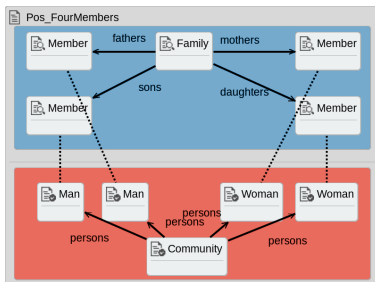 Pos_FourMembers
Member
fathers
Family
mothers
Member
sons
daughters
Member
Member
Man
Man
Woman
Woman
persons
persons
persons
persons
Community